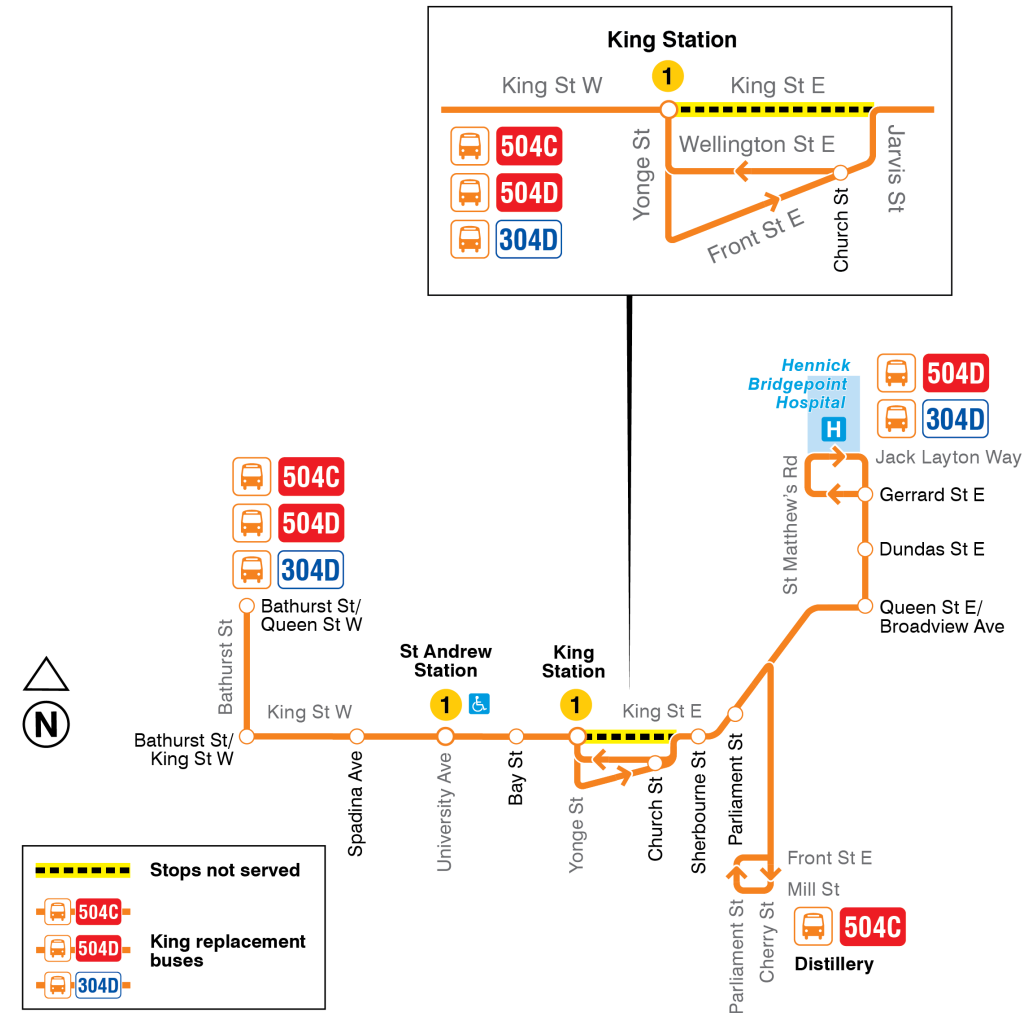 King Station
1
King St W
King St E
504C
504D
304D
Yonge St
Wellington St E
Front St E
Church St
Jarvis St
Hennick
Bridgepoint
Hospital
H
504D
304D
St Matthew's Rd
Jack Layton Way
Gerrard St E
Dundas St E
Queen St E/
Broadview Ave
504C
504D
304D
Bathurst St/
Queen St W
Bathurst St
King St W
Bathurst St/
King St W
St Andrew
Station
1
King
Station
1
King St E
Spadina Ave
University Ave
Bay St
Yonge St
Church St
Sherbourne St
Parliament St
N
Front St E
Mill St
Parliament St
Cherry St
504C
Distillery
Stops not served
504C
504D
304D
King replacement
buses